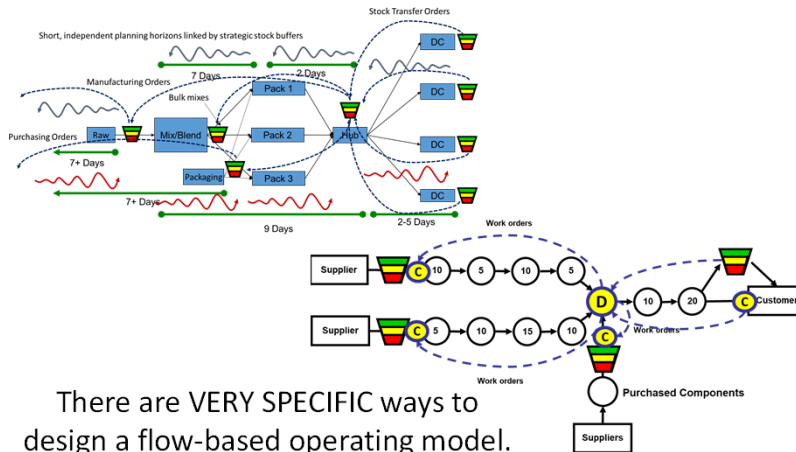 Short, independent planning horizons linked by strategic stock buffers
Stock Transfer Orders
7 Days
2 Days
Manufacturing Orders
Bulk mixes
Pack 1
DC
DC
Purchasing Orders
Raw
Mix/Blend
Pack 2
Hub
DC
7+ Days
Packaging
Pack 3
DC
7+ Days
9 Days
2-5 Days
Work orders
Supplier
C
10
5
10
5
D
10
20
C
Customer
Supplier
C
5
10
15
10
C
Work orders
Work orders
Purchased Components
Suppliers
There are VERY SPECIFIC ways to
design a flow-based operating model.